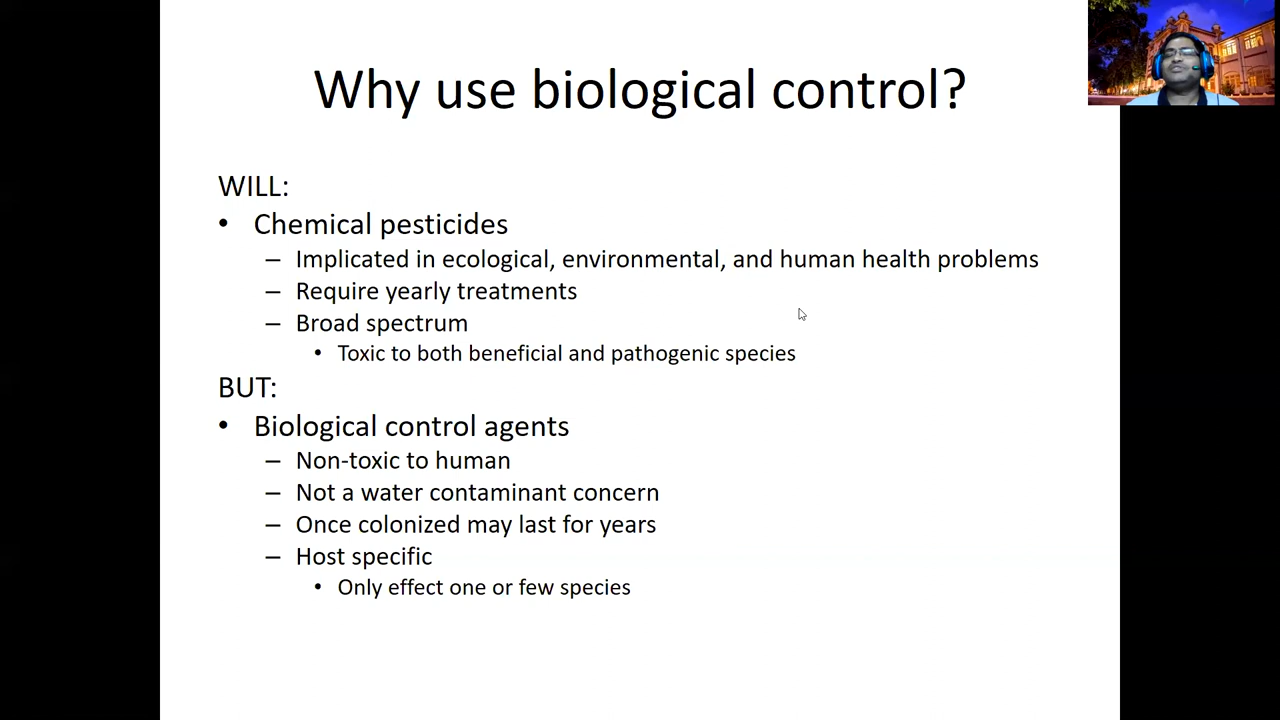 Why use biological control?
WILL:
• Chemical pesticides
– Implicated in ecological, environmental, and human health problems
– Require yearly treatments
– Broad spectrum
• Toxic to both beneficial and pathogenic species
BUT:
• Biological control agents
– Non-toxic to human
– Not a water contaminant concern
– Once colonized may last for years
– Host specific
• Only effect one or few species